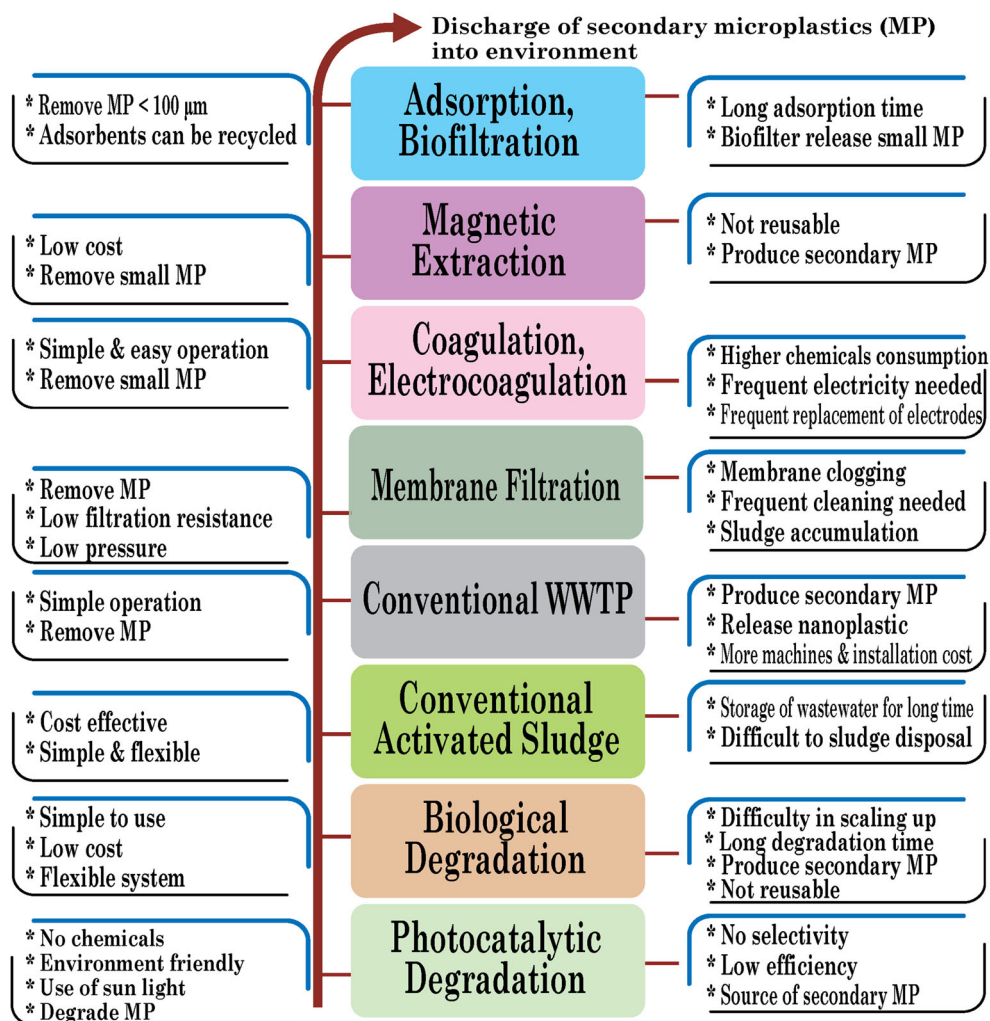 Discharge of secondary microplastics (MP)
into environment
* Remove MP < 100 µm
* Adsorbents can be recycled
Adsorption,
Biofiltration
* Long adsorption time
* Biofilter release small MP
* Low cost
* Remove small MP
Magnetic
Extraction
* Not reusable
* Produce secondary MP
* Simple & easy operation
* Remove small MP
Coagulation,
Electrocoagulation
* Higher chemicals consumption
* Frequent electricity needed
* Frequent replacement of electrodes
* Remove MP
* Low filtration resistance
* Low pressure
Membrane Filtration
* Membrane clogging
* Frequent cleaning needed
* Sludge accumulation
* Simple operation
* Remove MP
Conventional WWTP
* Produce secondary MP
* Release nanoplastic
* More machines & installation cost
* Cost effective
* Simple & flexible
Conventional
Activated Sludge
* Storage of wastewater for long time
* Difficult to sludge disposal
* Simple to use
* Low cost
* Flexible system
Biological
Degradation
* Difficulty in scaling up
* Long degradation time
* Produce secondary MP
* Not reusable
* No chemicals
* Environment friendly
* Use of sun light
* Degrade MP
Photocatalytic
Degradation
* No selectivity
* Low efficiency
* Source of secondary MP